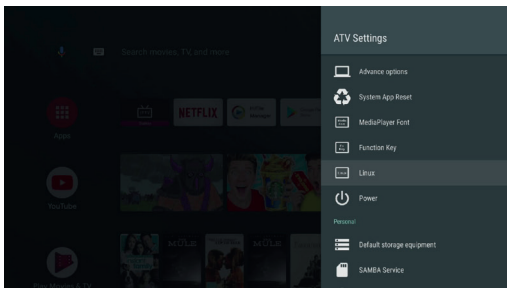 ATV Settings
Search movies, TV, and more
Advance options
System App Reset
MediaPlayer Font
Function Key
Linux
Power
Personal
Default storage equipment
SAMBA Service
Apps
NETFLIX
YouTube
Play Movies & TV